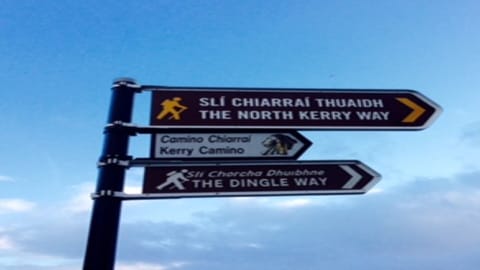 SLÍ CHIARRAÍ THUAIDH
THE NORTH KERRY WAY
Camino Chiarraí
Kerry Camino
Slí Chorcha Dhuibhne
THE DINGLE WAY